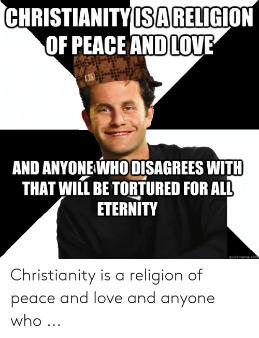 CHRISTIANITY IS A RELIGION
OF PEACE AND LOVE
AND ANYONE WHO DISAGREES WITH
THAT WILL BE TORTURED FOR ALL
ETERNITY
Christianity is a religion of
peace and love and anyone
who ...